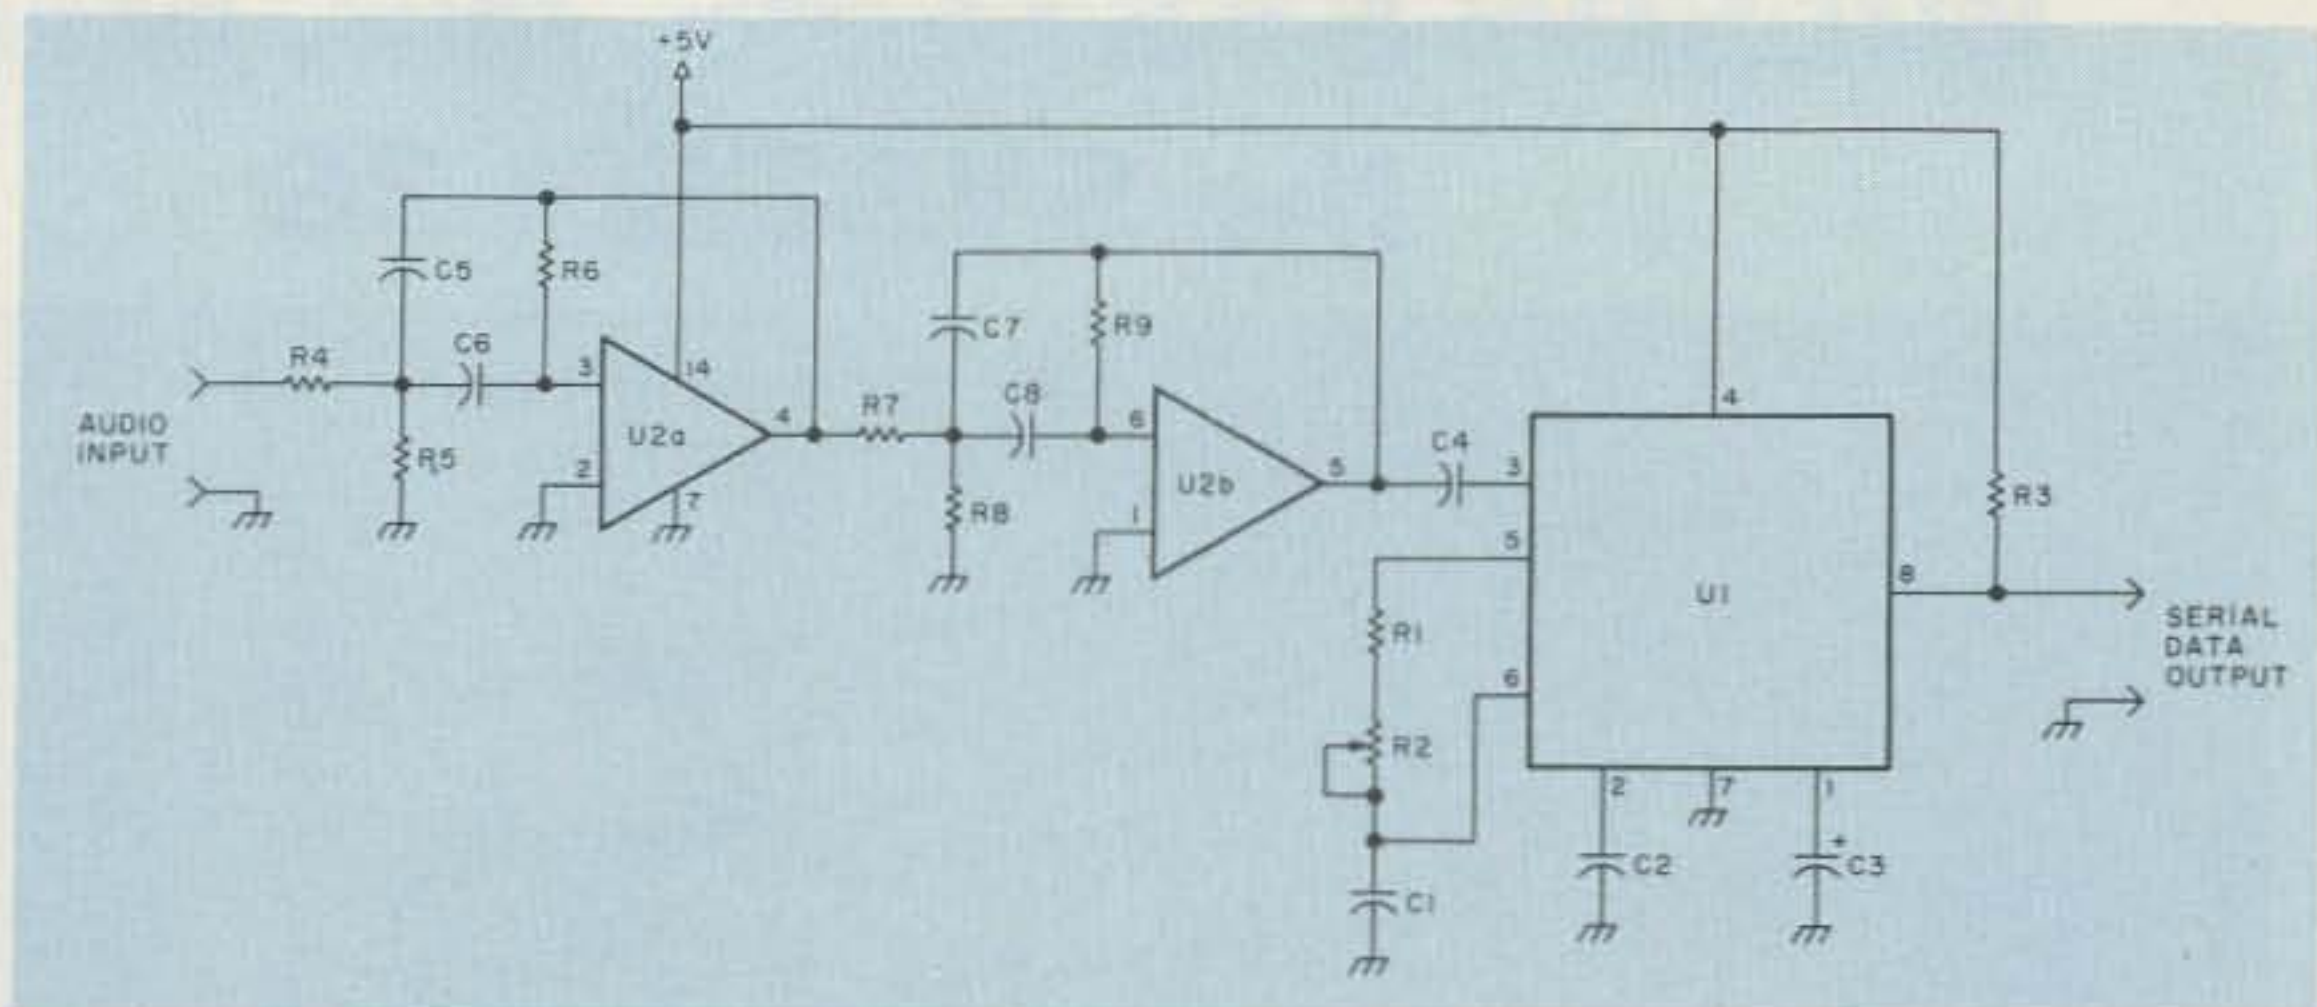 +5V
C5
R6
C7
R9
R4
C6
3
14
AUDIO
INPUT
R5
2
U2a
4
7
R7
C8
6
R8
1
U2b
5
C4
3
4
5
6
U1
8
R3
R1
R2
C1
2
7
1
C2
+
C3
SERIAL
DATA
OUTPUT